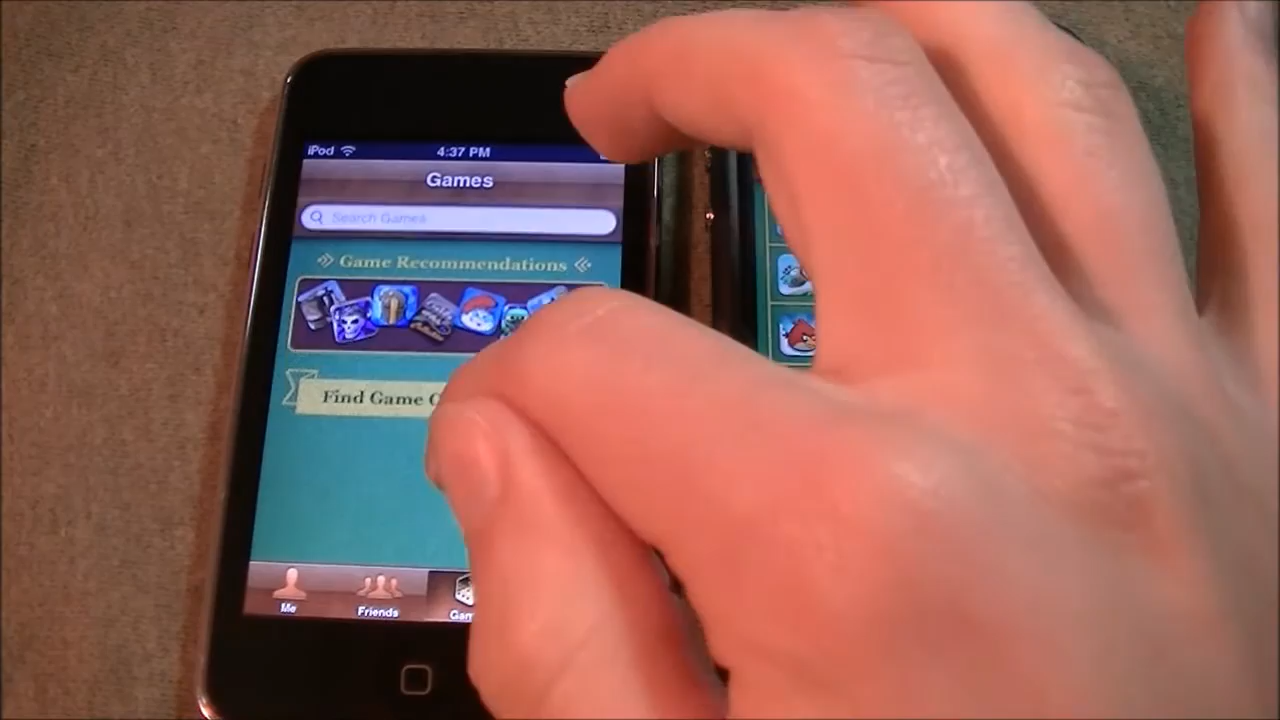 iPod 4:37 PM
Games
Search Games
Game Recommendations
Find Game
Me Friends